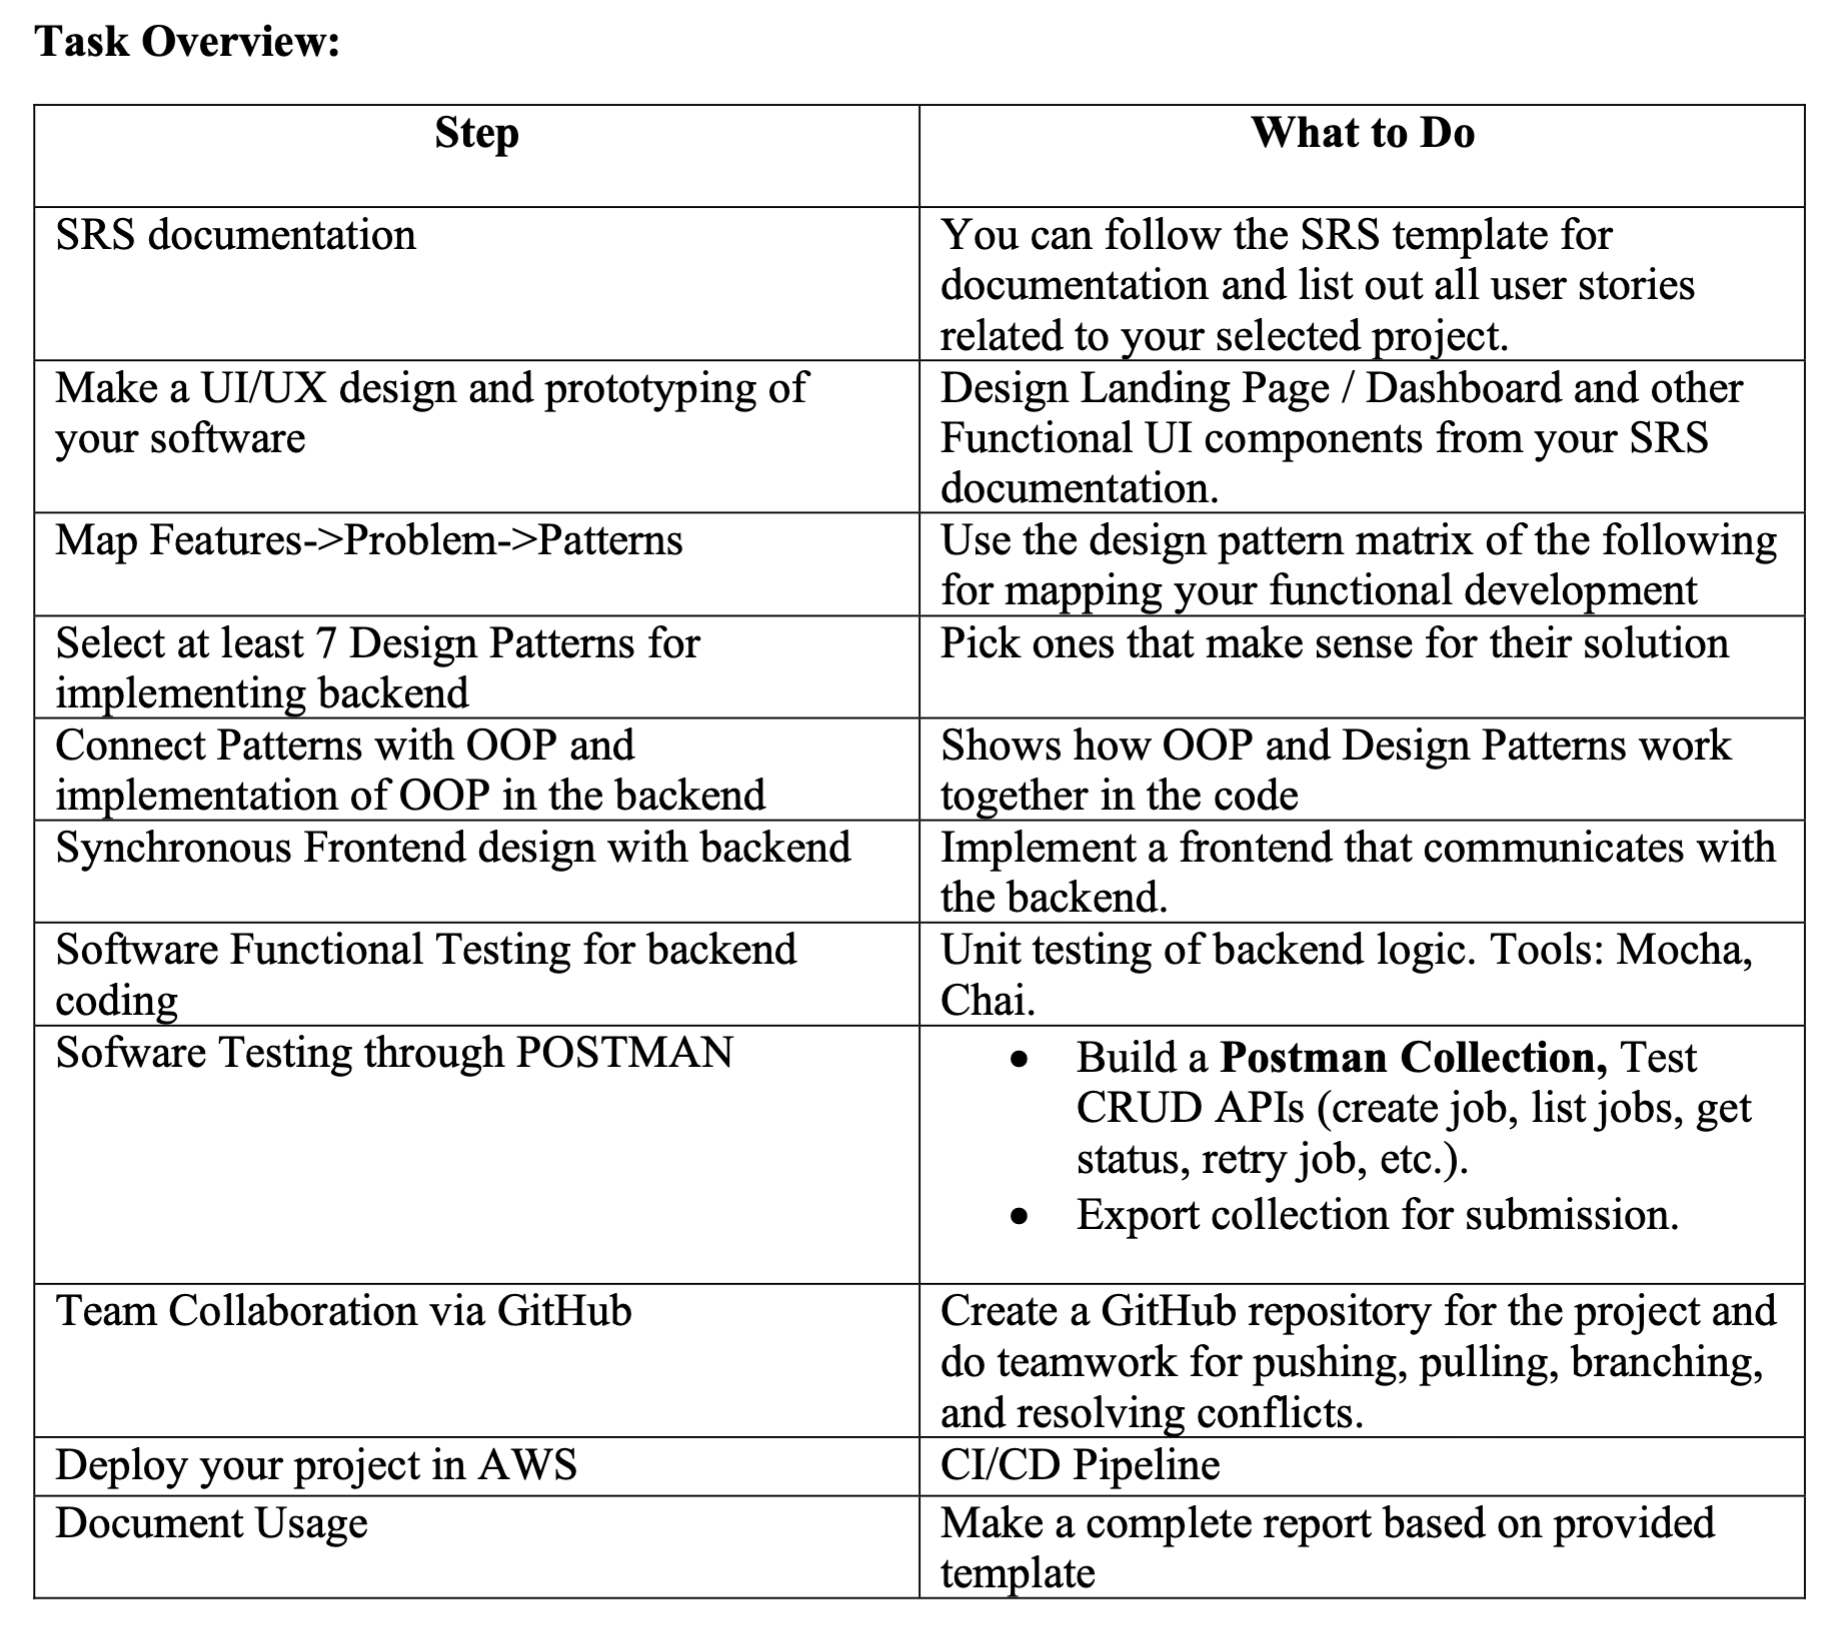 Task Overview:
Step
What to Do
SRS documentation
You can follow the SRS template for
documentation and list out all user stories
related to your selected project.
Make a UI/UX design and prototyping of
your software
Design Landing Page / Dashboard and other
Functional UI components from your SRS
documentation.
Map Features->Problem->Patterns
Use the design pattern matrix of the following
for mapping your functional development
Select at least 7 Design Patterns for
implementing backend
Pick ones that make sense for their solution
Connect Patterns with OOP and
implementation of OOP in the backend
Shows how OOP and Design Patterns work
together in the code
Synchronous Frontend design with backend
Implement a frontend that communicates with
the backend.
Software Functional Testing for backend
coding
Unit testing of backend logic. Tools: Mocha,
Chai.
Sofware Testing through POSTMAN
• Build a Postman Collection, Test
CRUD APIs (create job, list jobs, get
status, retry job, etc.).
• Export collection for submission.
Team Collaboration via GitHub
Create a GitHub repository for the project and
do teamwork for pushing, pulling, branching,
and resolving conflicts.
Deploy your project in AWS
CI/CD Pipeline
Document Usage
Make a complete report based on provided
template